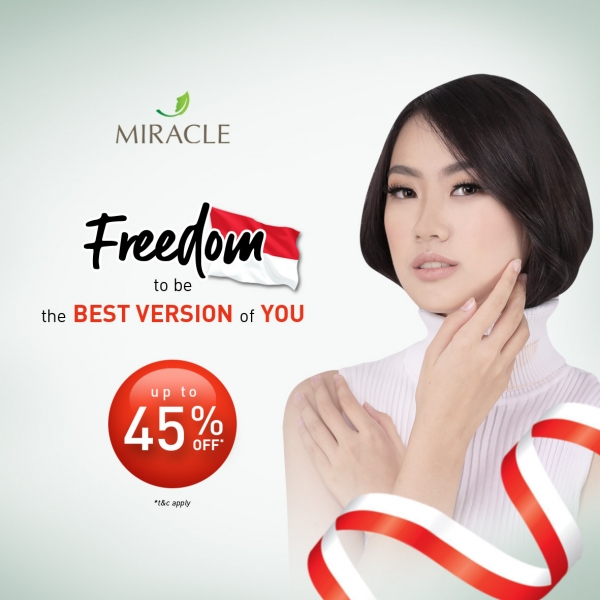 MIRACLE
Freedom
to be
the BEST VERSION of YOU
up to
45% OFF*
*t&c apply